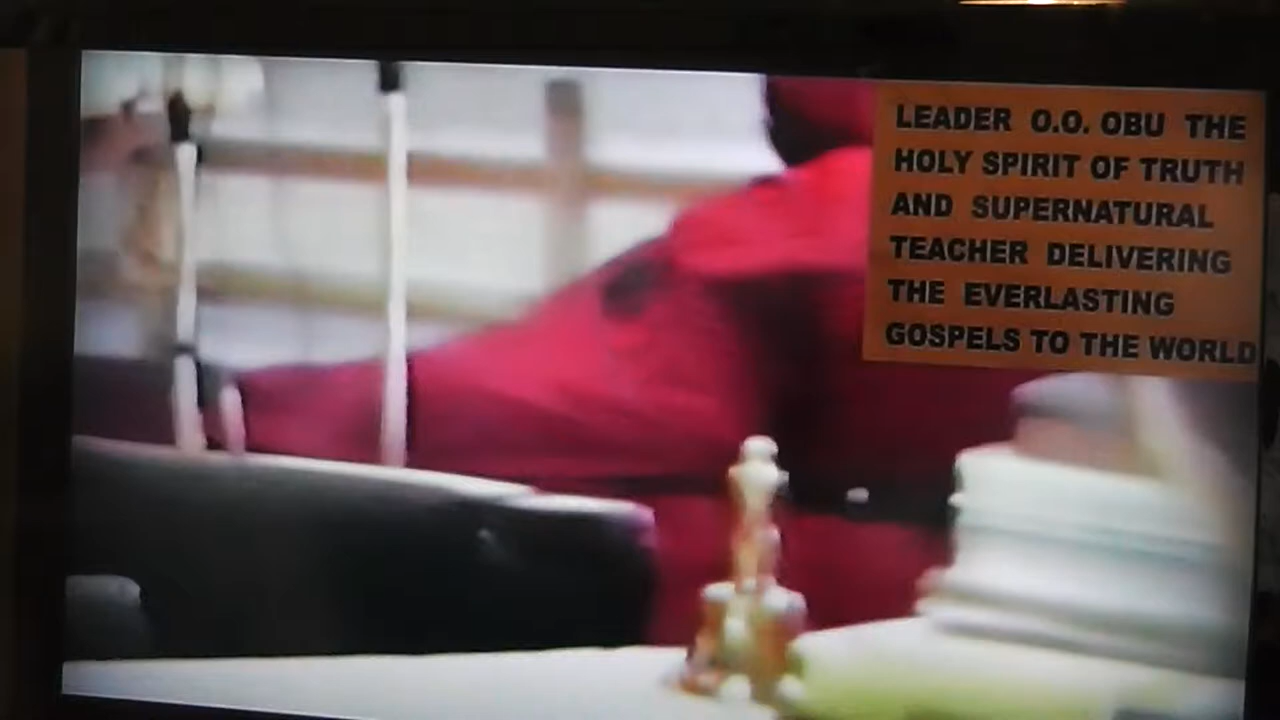 LEADER O.O. OBU THE
HOLY SPIRIT OF TRUTH
AND SUPERNATURAL
TEACHER DELIVERING
THE EVERLASTING
GOSPELS TO THE WORLD